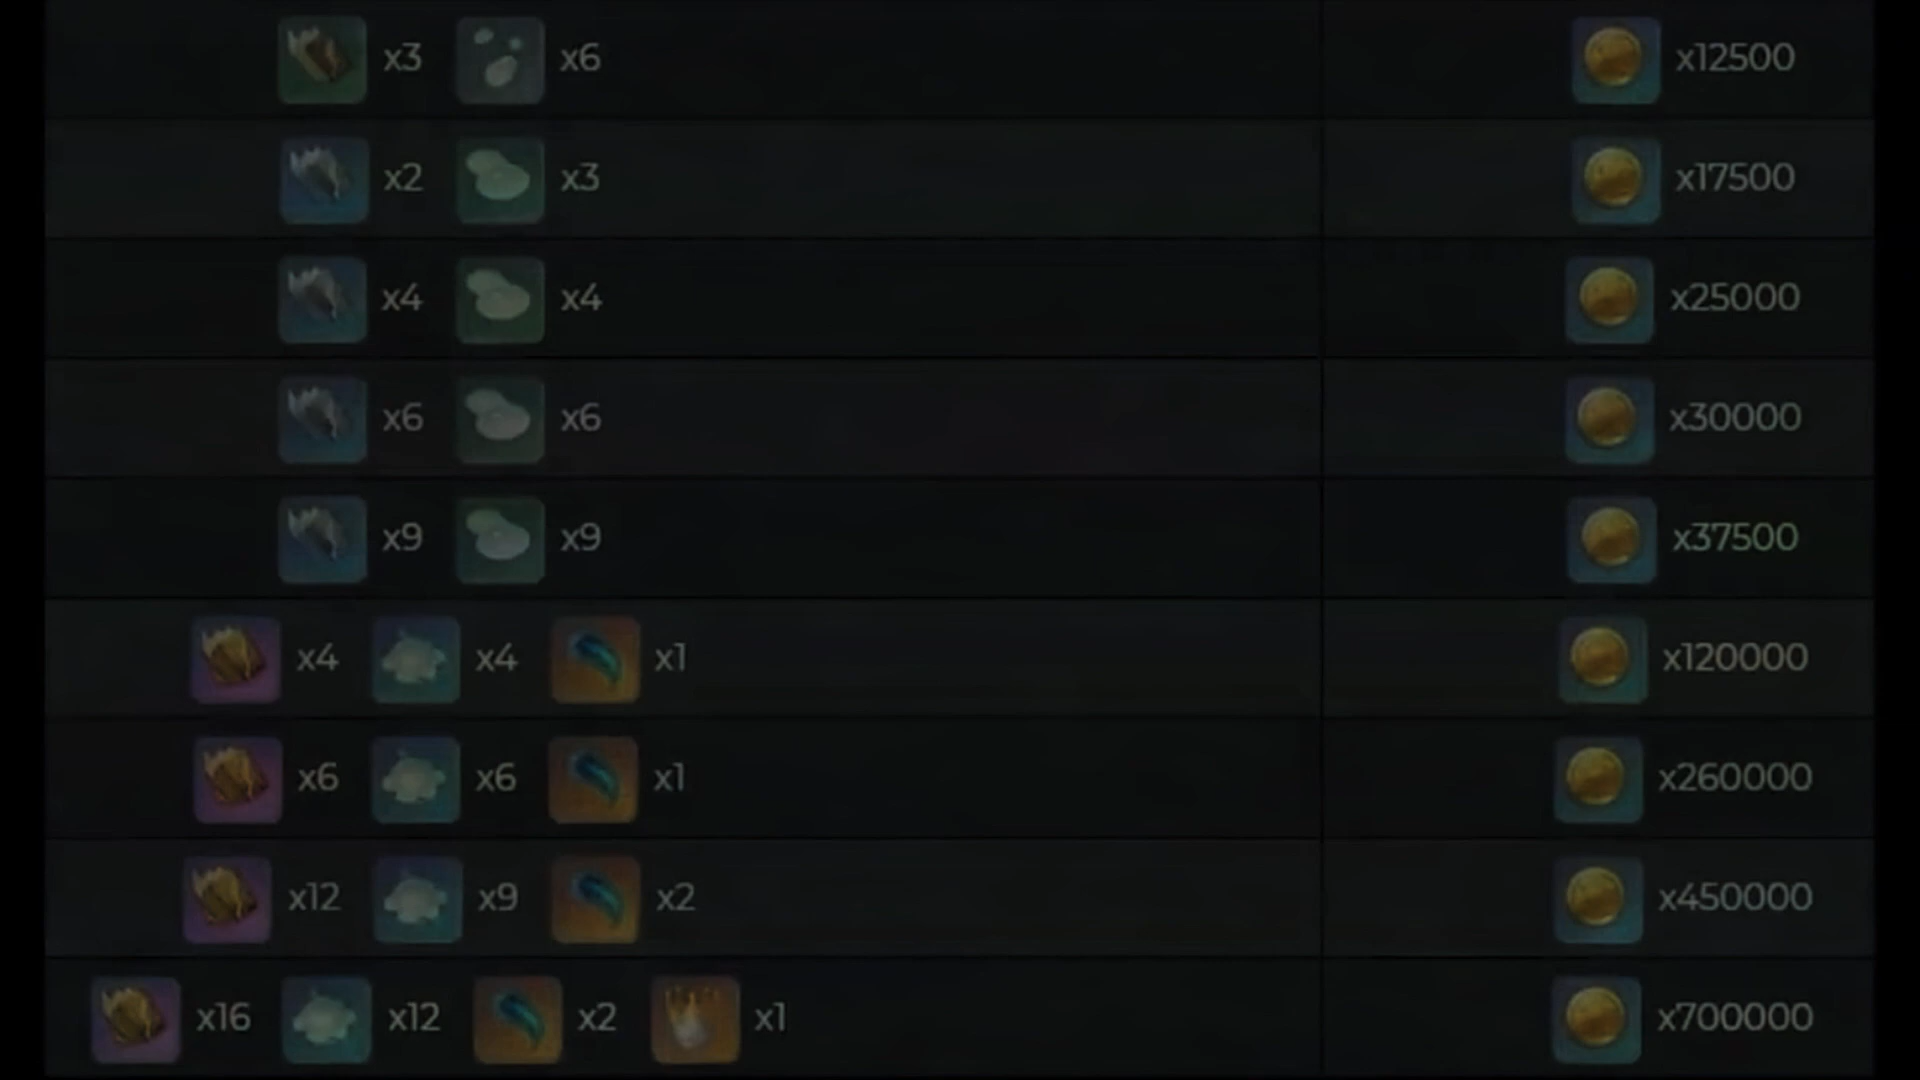 x3 x6 x12500
x2 x3 x17500
x4 x4 x25000
x6 x6 x30000
x9 x9 x37500
x4 x4 x1 x120000
x6 x6 x1 x260000
x12 x9 x2 x450000
x16 x12 x2 x1 x700000